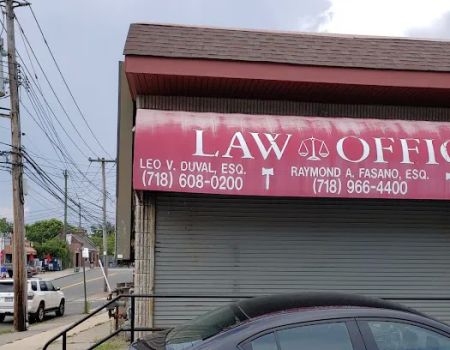 LAW OFFIC
LEO V. DUVAL, ESQ.
(718) 608-0200
RAYMOND A. FASANO, ESQ.
(718) 966-4400